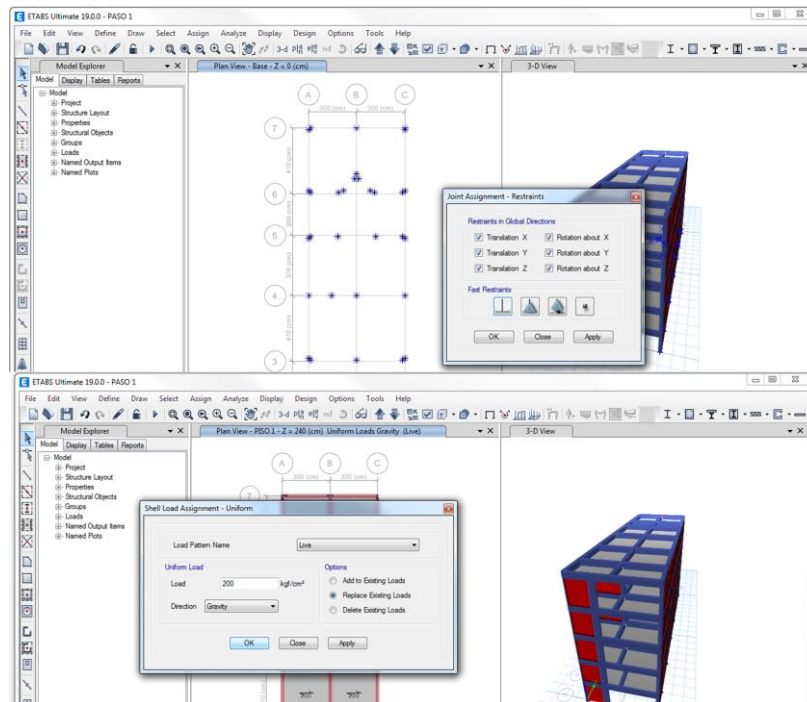 ETABS Ultimate 19.0.0 - PASO 1
File Edit View Define Draw Select Assign Analyze Display Design Options Tools Help
Model Explorer
Plan View - Base - Z = 0 (cm)
3-D View
Model Display Tables Reports
Model
Project
Structure Layout
Properties
Structural Objects
Groups
Loads
Named Output Items
Named Plots
A B C
300 (cm) 300 (cm)
7
410 (cm)
6
5
4
3
410 (cm)
Joint Assignment - Restraints
Restraints in Global Directions
Translation X Rotation about X
Translation Y Rotation about Y
Translation Z Rotation about Z
Fast Restraints
OK Close Apply
ETABS Ultimate 19.0.0 - PASO 1
File Edit View Define Draw Select Assign Analyze Display Design Options Tools Help
Model Explorer
Plan View - PISO 1 - Z = 240 (cm) Uniform Loads Gravity. (Live)
3-D View
Model Display Tables Reports
Model
Project
Structure Layout
Properties
Structural Objects
Groups
Loads
Named Output Items
Named Plots
A B C
300 (cm) 300 (cm)
7
Shell Load Assignment - Uniform
Load Pattern Name Live
Uniform Load
Load 200 kgf/cm²
Direction Gravity
Options
Add to Existing Loads
Replace Existing Loads
Delete Existing Loads
OK Close Apply
200 200